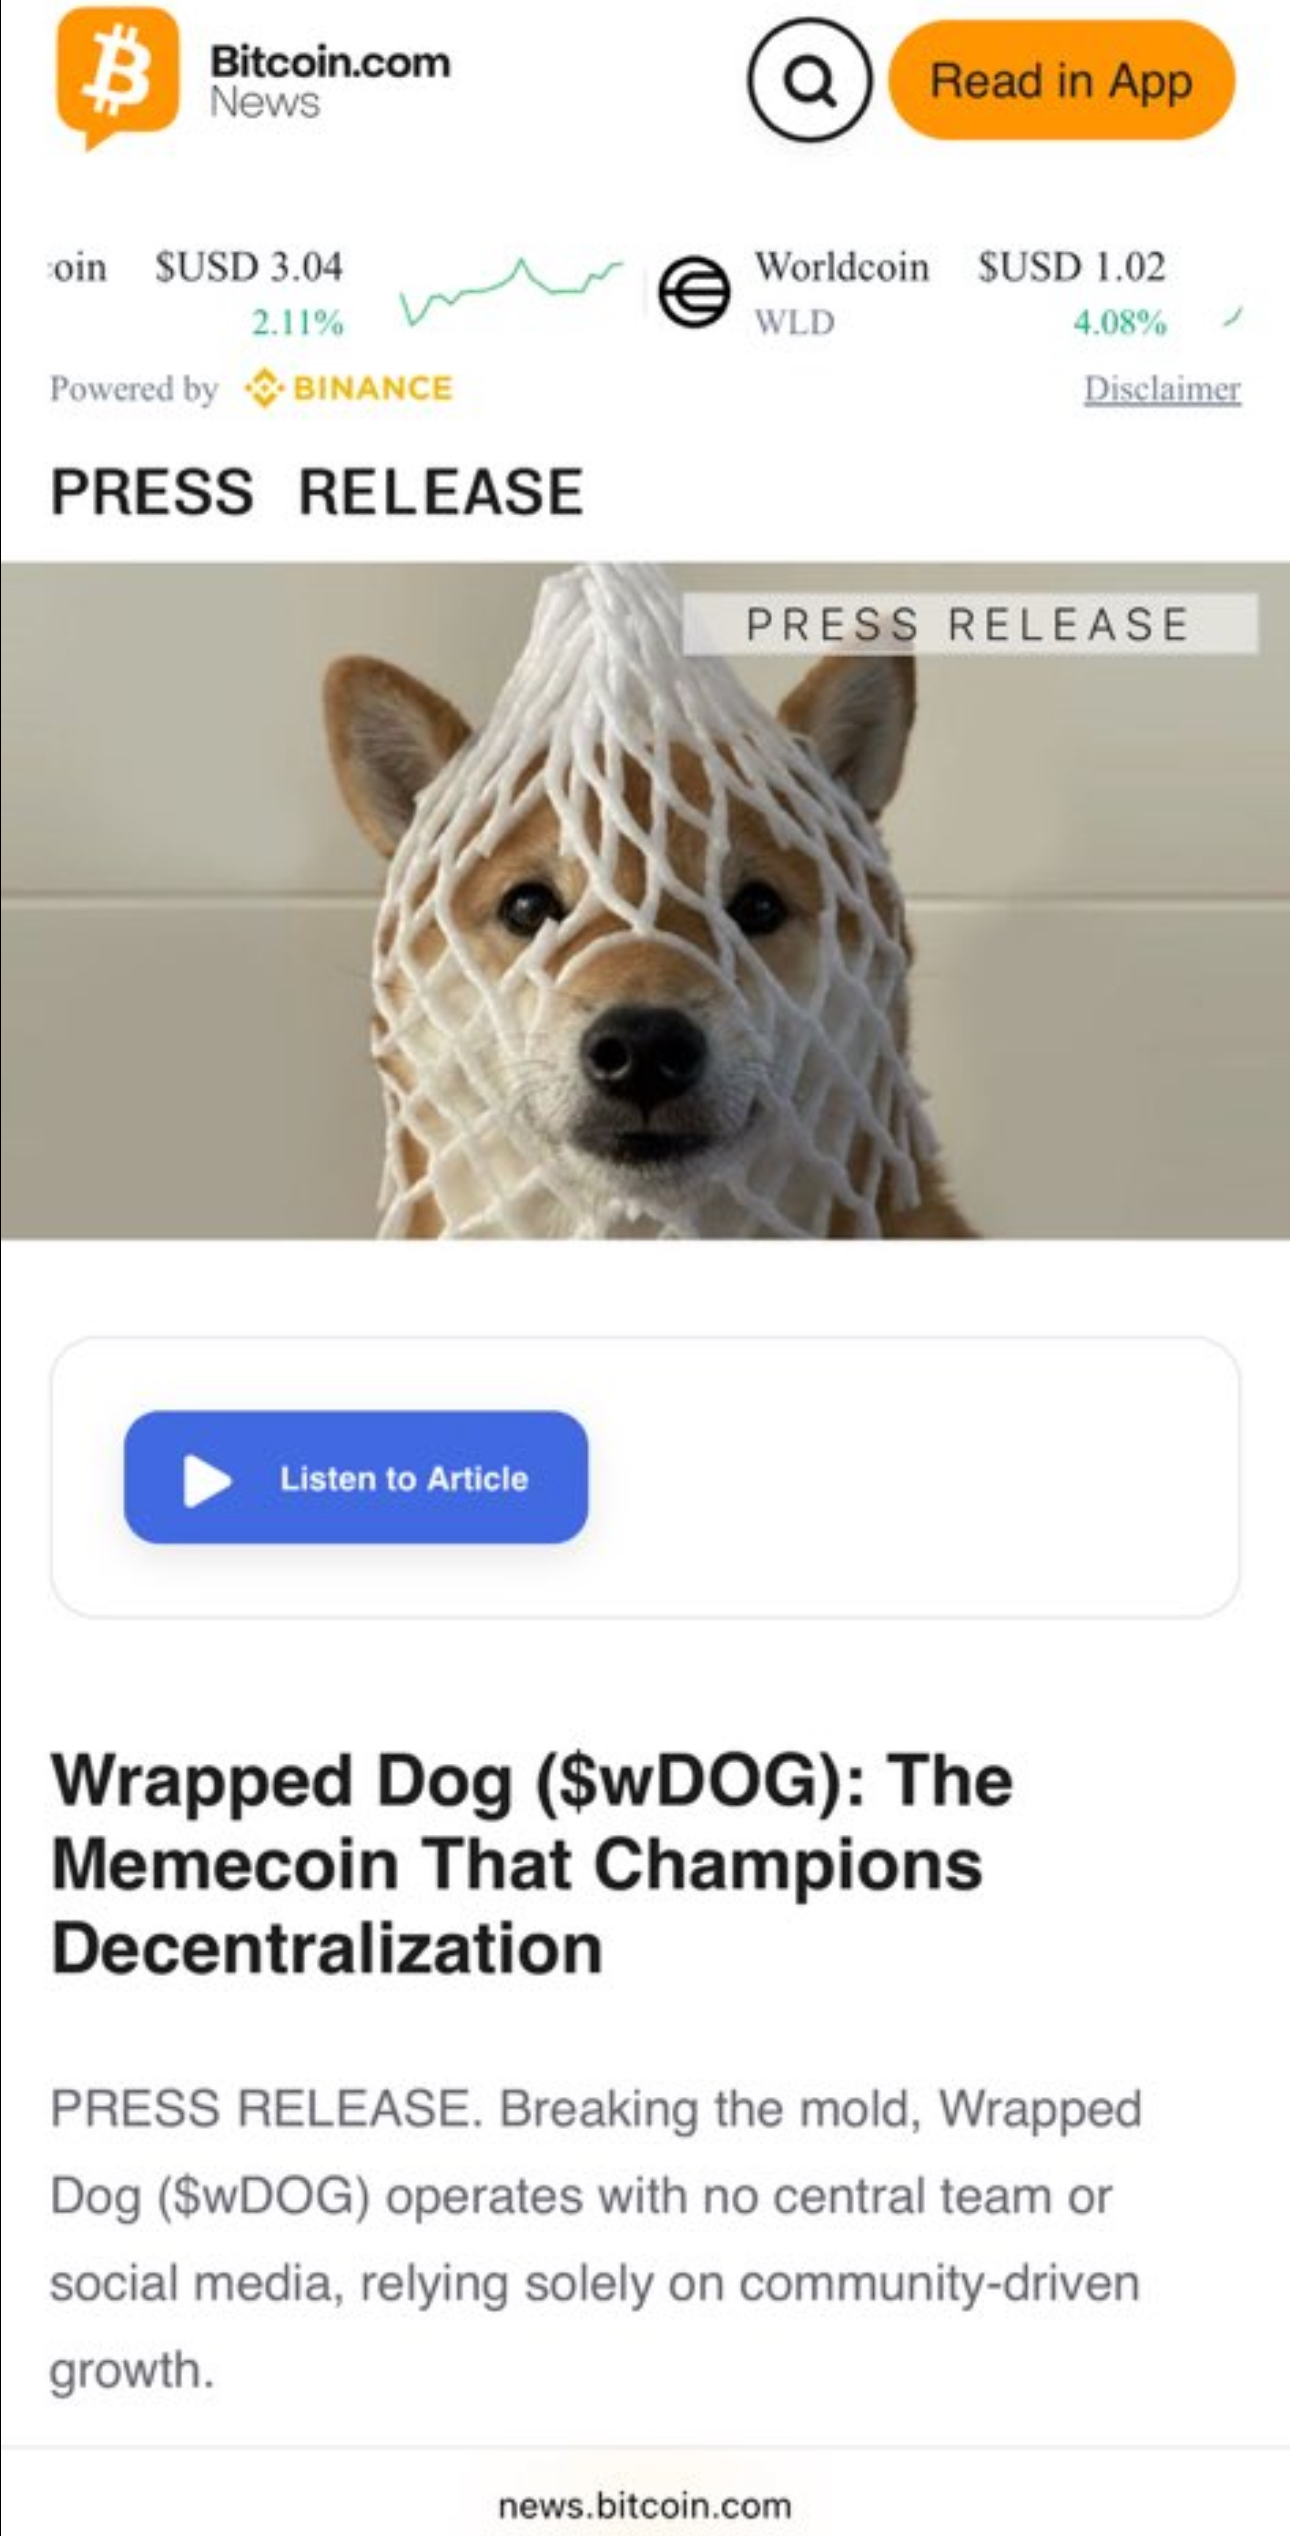 Bitcoin.com
News
Read in App
oin $USD 3.04
2.11%
Worldcoin $USD 1.02
WLD 4.08%
Powered by BINANCE
Disclaimer
PRESS RELEASE
PRESS RELEASE
Listen to Article
Wrapped Dog ($wDOG): The
Memecoin That Champions
Decentralization
PRESS RELEASE. Breaking the mold, Wrapped
Dog ($wDOG) operates with no central team or
social media, relying solely on community-driven
growth.
news.bitcoin.com